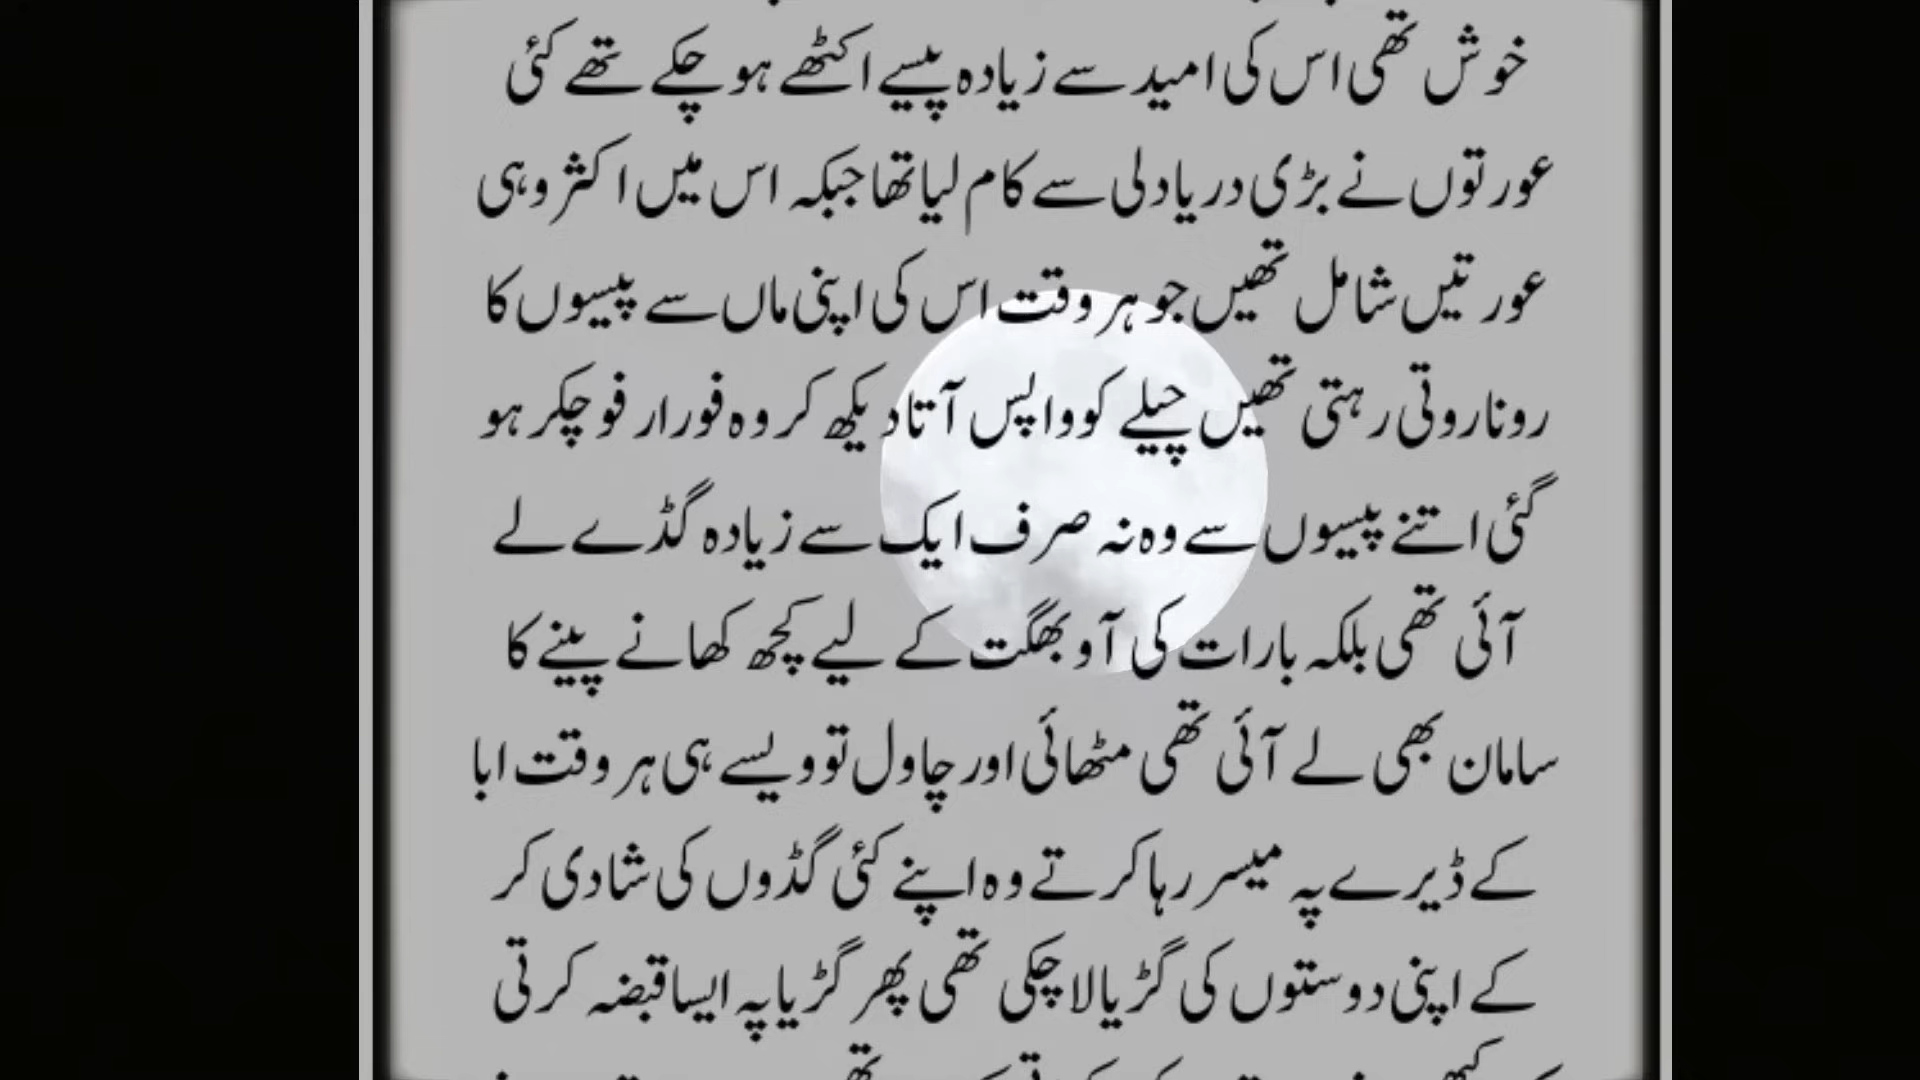 خوش تھی اس کی امید سے زیادہ پیسے اکٹھے ہو چکے تھے کئی
عورتوں نے بڑی دریا دلی سے کام لیا تھا جبکہ اس میں اکثر وہی
عورتیں شامل تھیں جو ہر وقت اس کی اپنی ماں سے پیسوں کا
رونا روتی رہتی تھیں چیلے کو واپس آتا دیکھ کر وہ فورا رفو چکر ہو
گئی اتنے پیسوں سے وہ نہ صرف ایک سے زیادہ گڈے لے
آئی تھی بلکہ بارات کی آو بھگت کے لیے کچھ کھانے پینے کا
سامان بھی لے آئی تھی مٹھائی اور چاول تو ویسے ہی ہر وقت ابا
کے ڈیرے پہ میسر رہا کرتے وہ اپنے کئی گڈوں کی شادی کر
کے اپنی دوستوں کی گڑیا لا چکی تھی پھر گڑیا پہ ایسا قبضہ کرتی